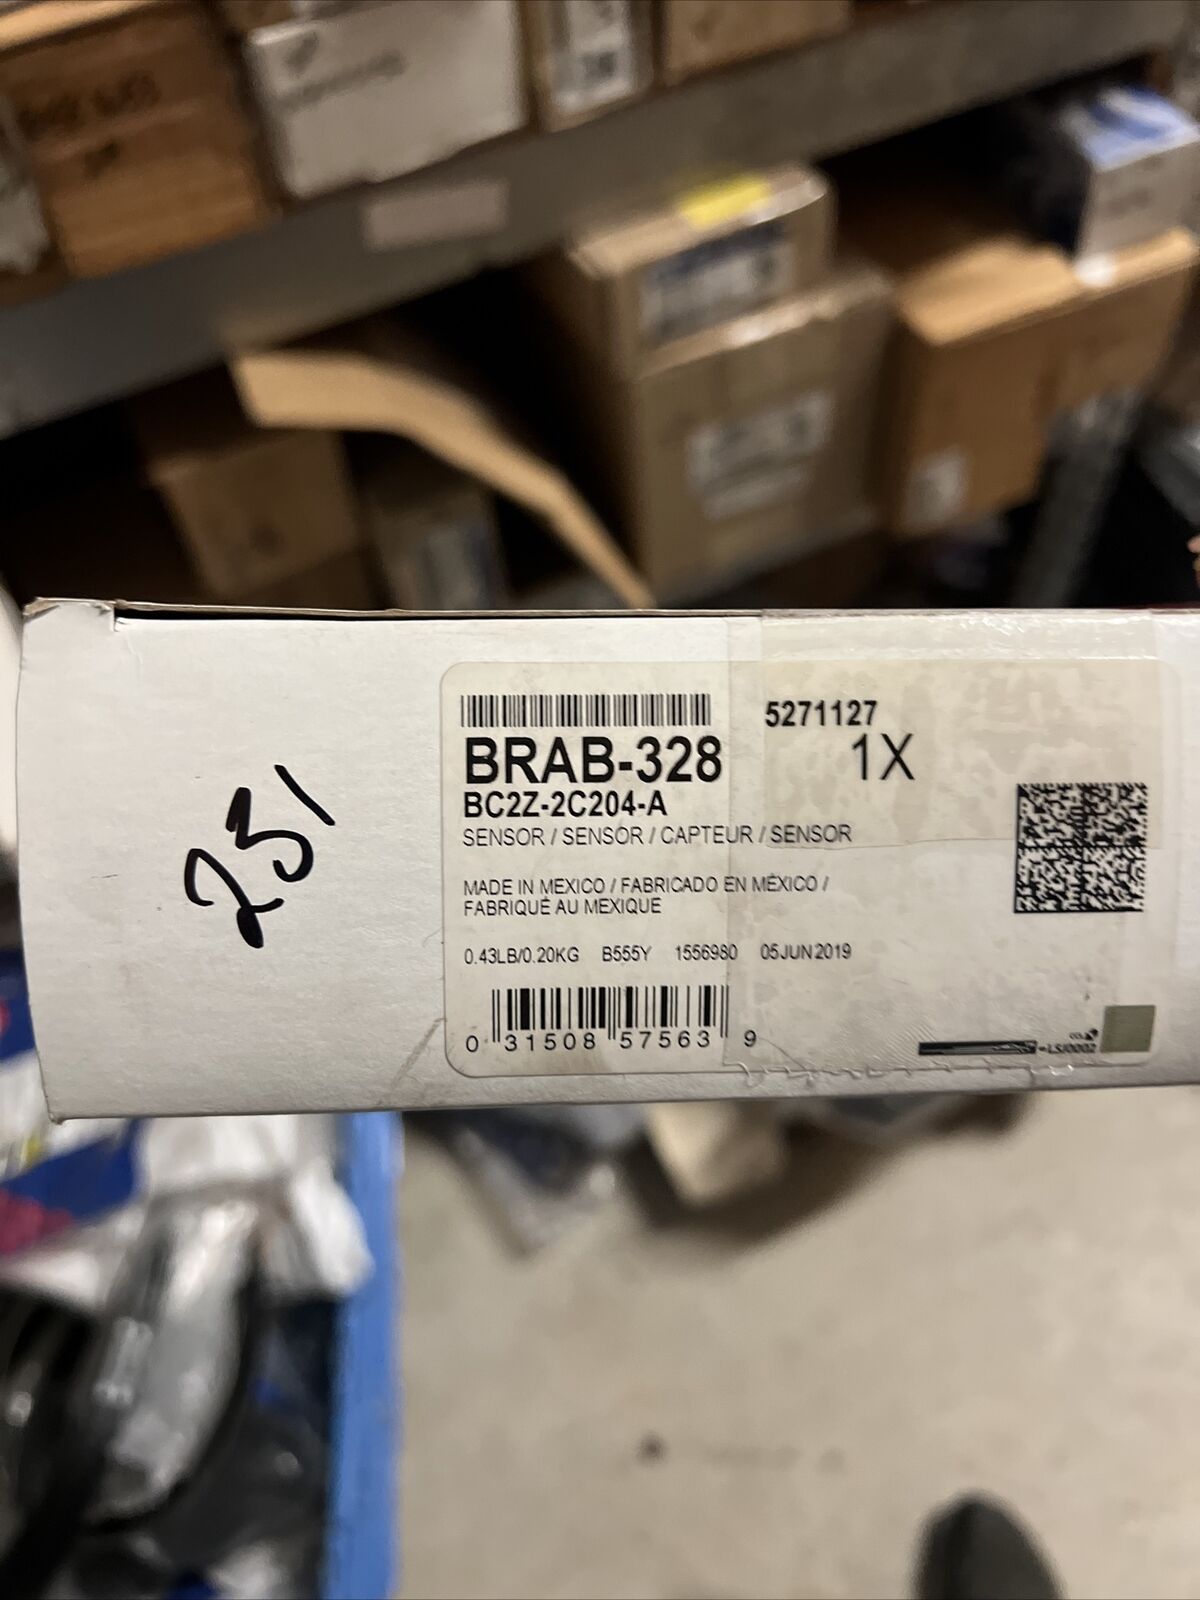 231
BRAB-328
5271127
1X
BC2Z-2C204-A
SENSOR / SENSOR / CAPTEUR / SENSOR
MADE IN MEXICO / FABRICADO EN MÉXICO /
FABRIQUÉ AU MEXIQUE
0.43LB/0.20KG B555Y 1556980 05JUN2019
0 31508 57563 9